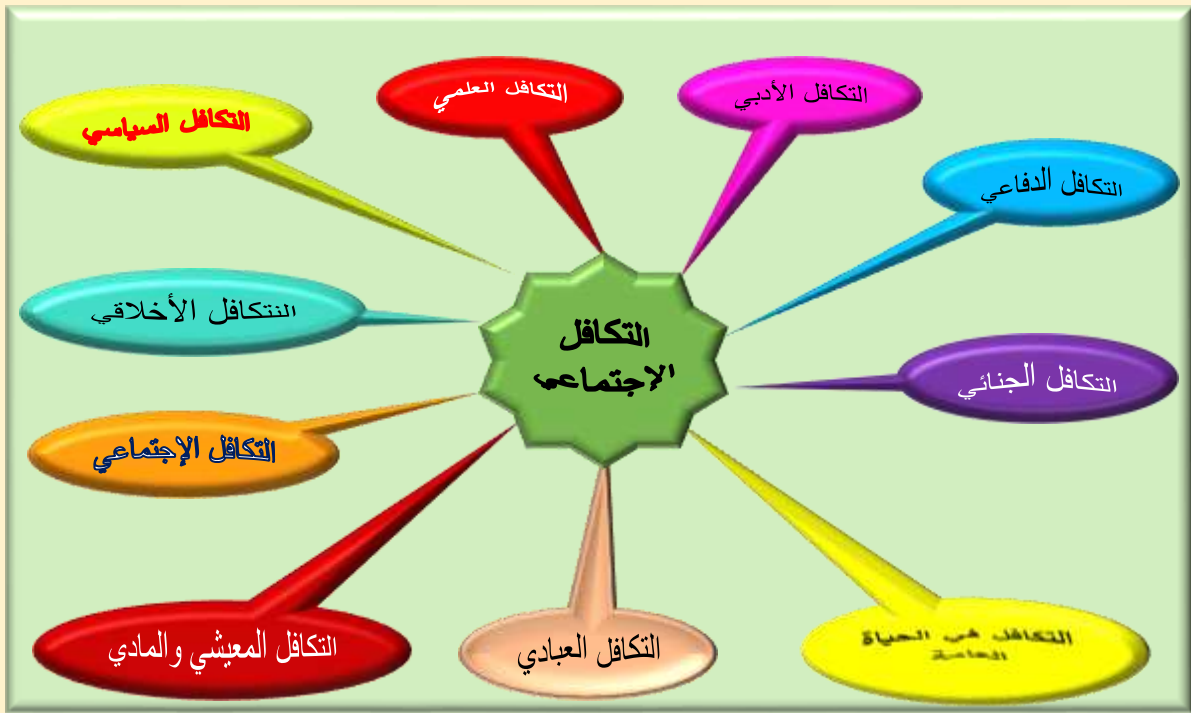 التكافل الأدبي
التكافل العلمي
التكافل السياسي
التكافل الدفاعي
النتكافل الأخلاقي
التكافل
الإجتماعي
التكافل الجنائي
التكافل الإجتماعي
التكافل في الحياة
العامة
التكافل العبادي
التكافل المعيشي والمادي